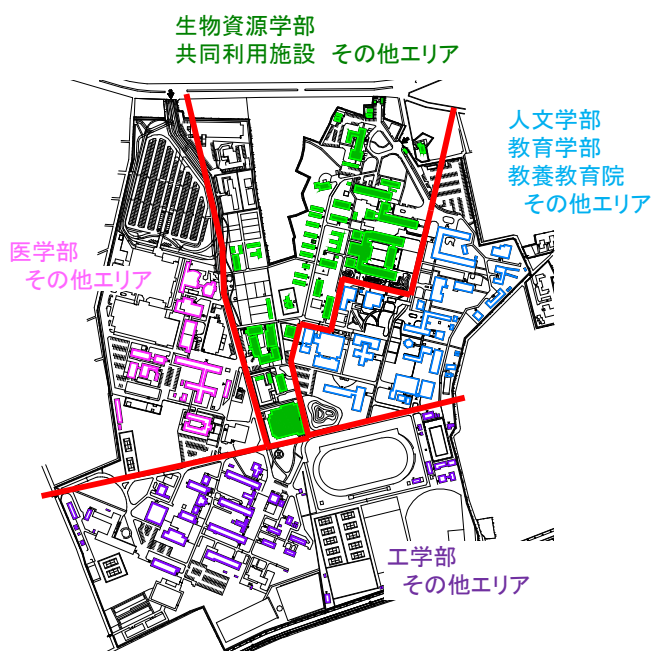 生物資源学部
共同利用施設 その他エリア
人文学部
教育学部
教養教育院
その他エリア
医学部
その他エリア
工学部
その他エリア